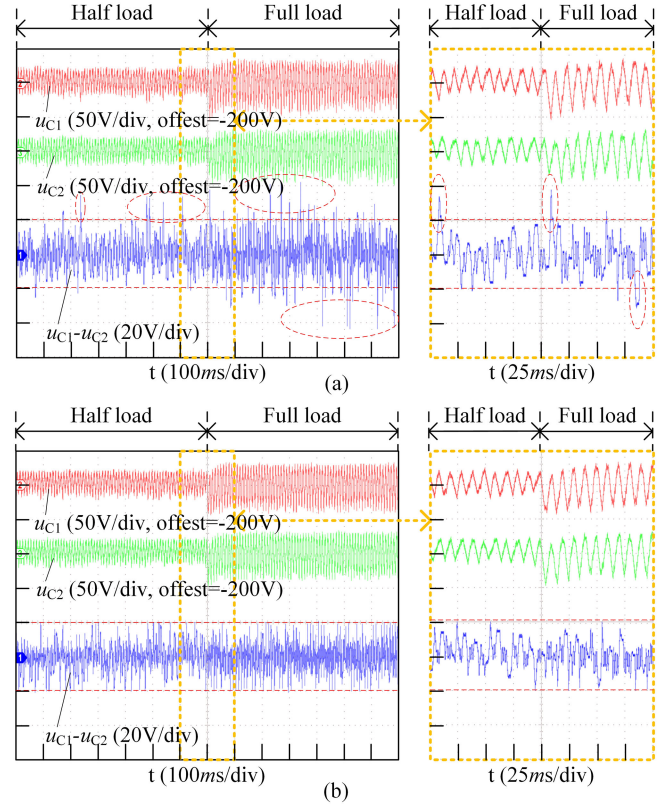 Half load Full load Half load Full load
uC1 (50V/div, offest=-200V)
uC2 (50V/div, offest=-200V)
1
uC1-uC2 (20V/div)
t (100ms/div) t (25ms/div)
(a)
Half load Full load Half load Full load
uC1 (50V/div, offest=-200V)
uC2 (50V/div, offest=-200V)
1
uC1-uC2 (20V/div)
t (100ms/div) t (25ms/div)
(b)